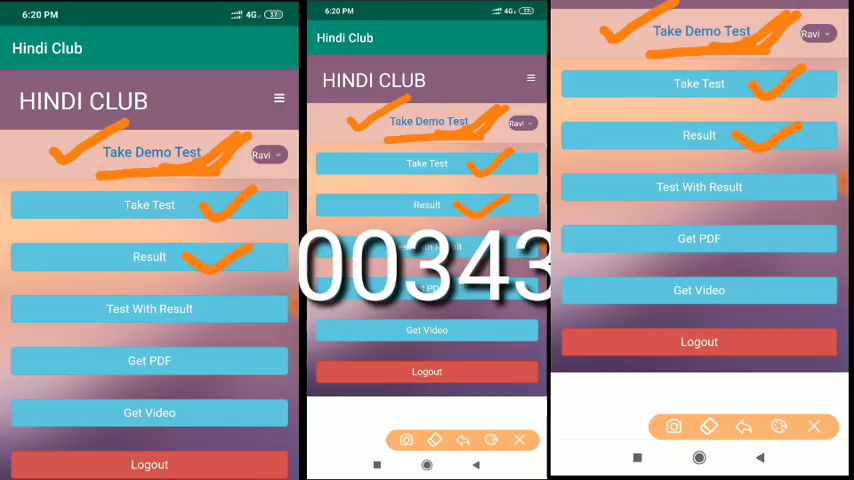 6:20 PM 4G 37
Hindi Club
HINDI CLUB
Take Demo Test
Ravi
Take Test
Result
Test With Result
Get PDF
Get Video
Logout
6:20 PM 4G 37
Hindi Club
HINDI CLUB
Take Demo Test
Ravi
Take Test
Result
00343
Get Video
Logout
Take Demo Test
Ravi
Take Test
Result
Test With Result
Get PDF
Get Video
Logout